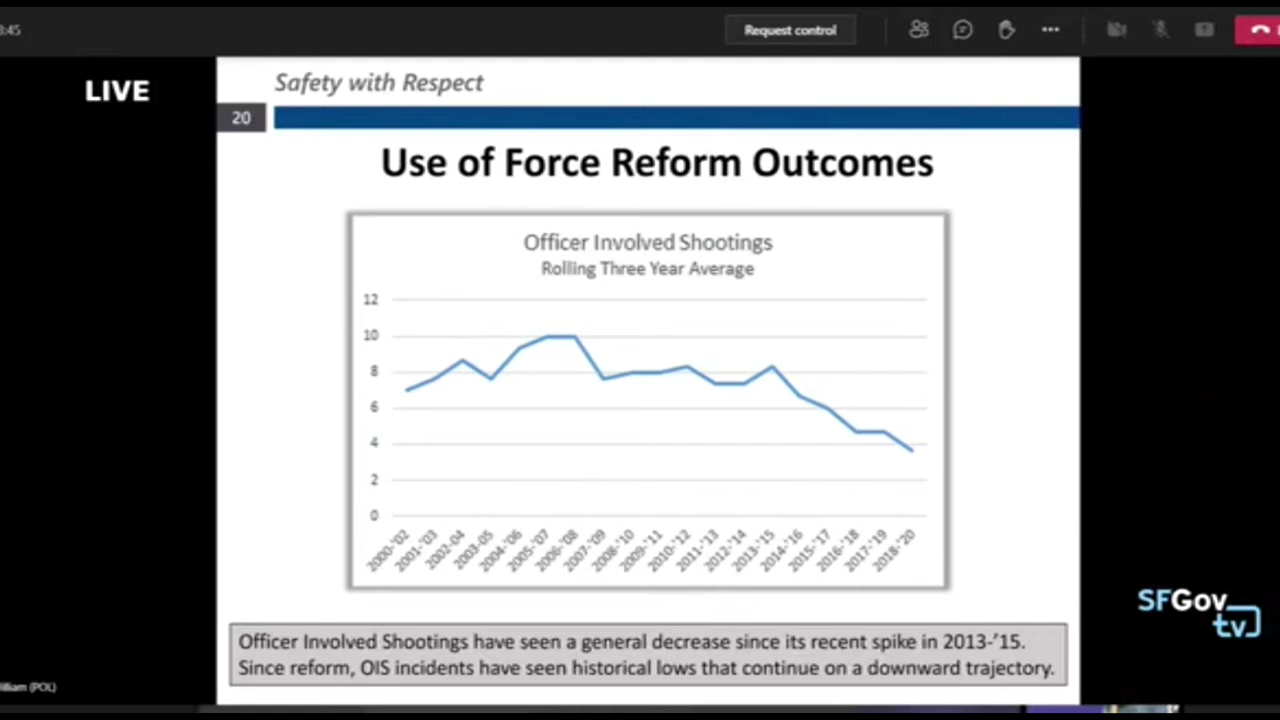 3:45
Request control
LIVE
Safety with Respect
20
Use of Force Reform Outcomes
Officer Involved Shootings
Rolling Three Year Average
12
10
8
6
4
2
0
2000-'02
2001-'03
2002-04
2003-05
2004-'06
2005-'07
2006-'08
2007-'09
2008-'10
2009-'11
2010-'12
2011-'13
2012-'14
2013-'15
2014-'16
2015-'17
2016-'18
2017-'19
2018-'20
Officer Involved Shootings have seen a general decrease since its recent spike in 2013-'15.
Since reform, OIS incidents have seen historical lows that continue on a downward trajectory.
SFGov
tv
illiam (POL)